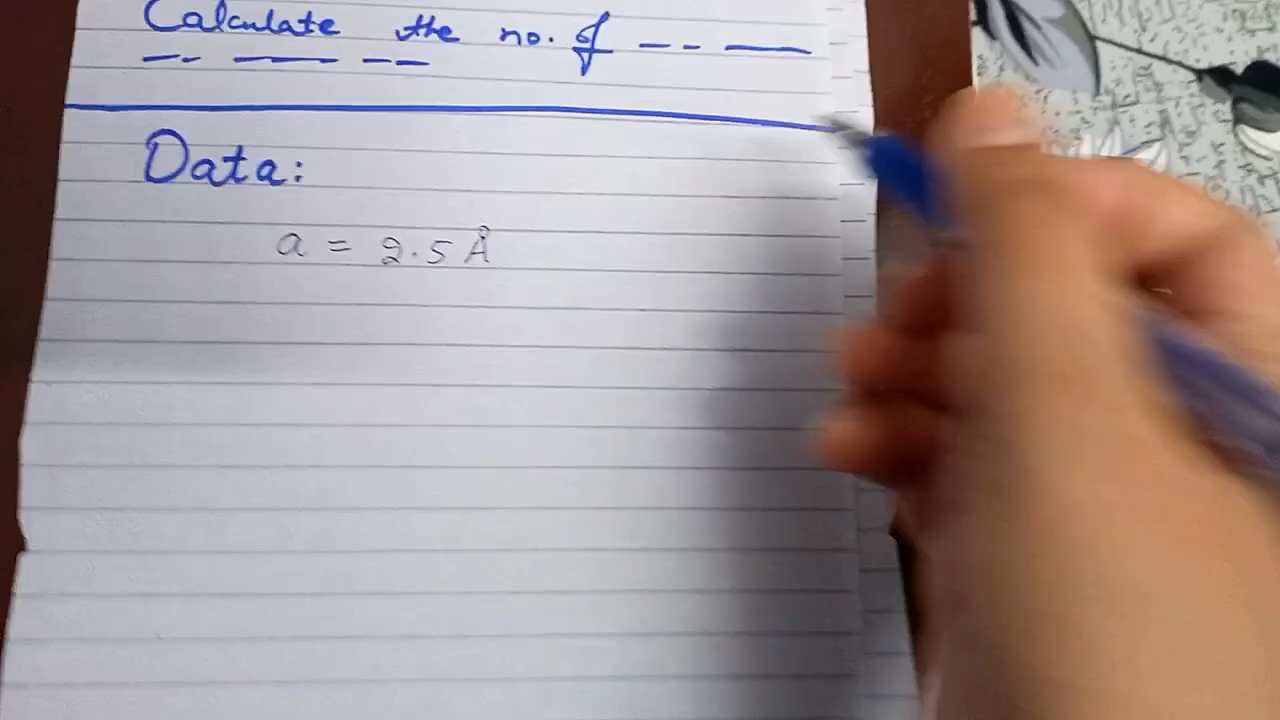 Calculate the no. of -- —
-- — --
Data:
a = 2.5 Å